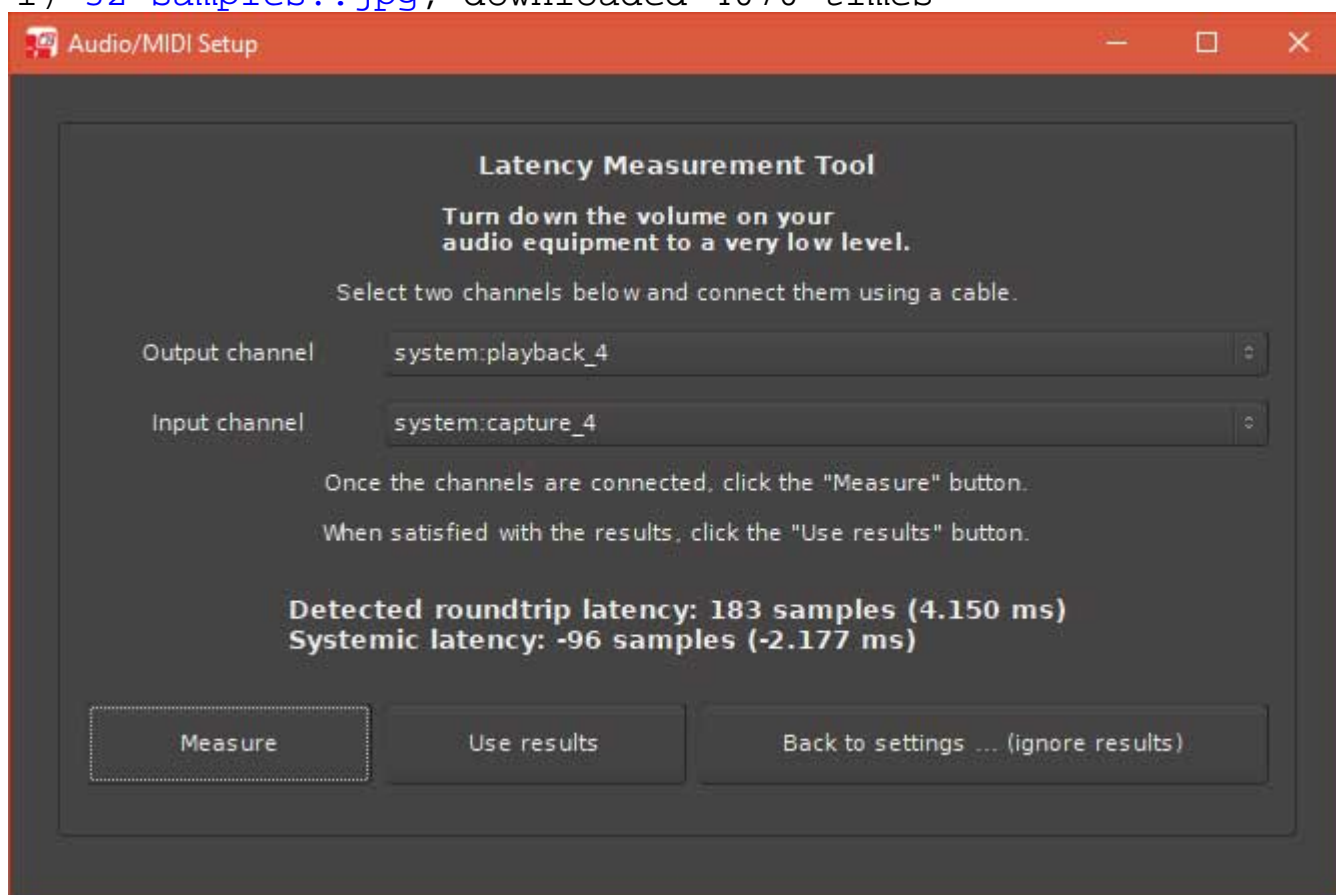 Audio/MIDI Setup
Latency Measurement Tool
Turn down the volume on your
audio equipment to a very low level.
Select two channels below and connect them using a cable.
Output channel system:playback_4
Input channel system:capture_4
Once the channels are connected, click the "Measure" button.
When satisfied with the results, click the "Use results" button.
Detected roundtrip latency: 183 samples (4.150 ms)
Systemic latency: -96 samples (-2.177 ms)
Measure Use results Back to settings ... (ignore results)